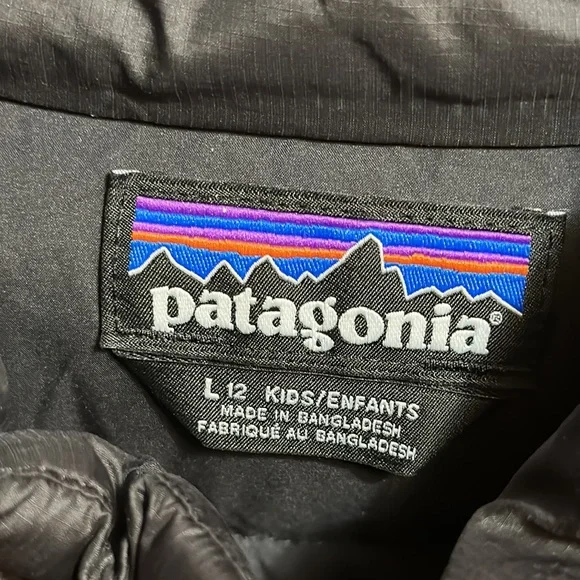 patagonia®
L 12 KIDS/ENFANTS
MADE IN BANGLADESH
FABRIQUÉ AU BANGLADESH